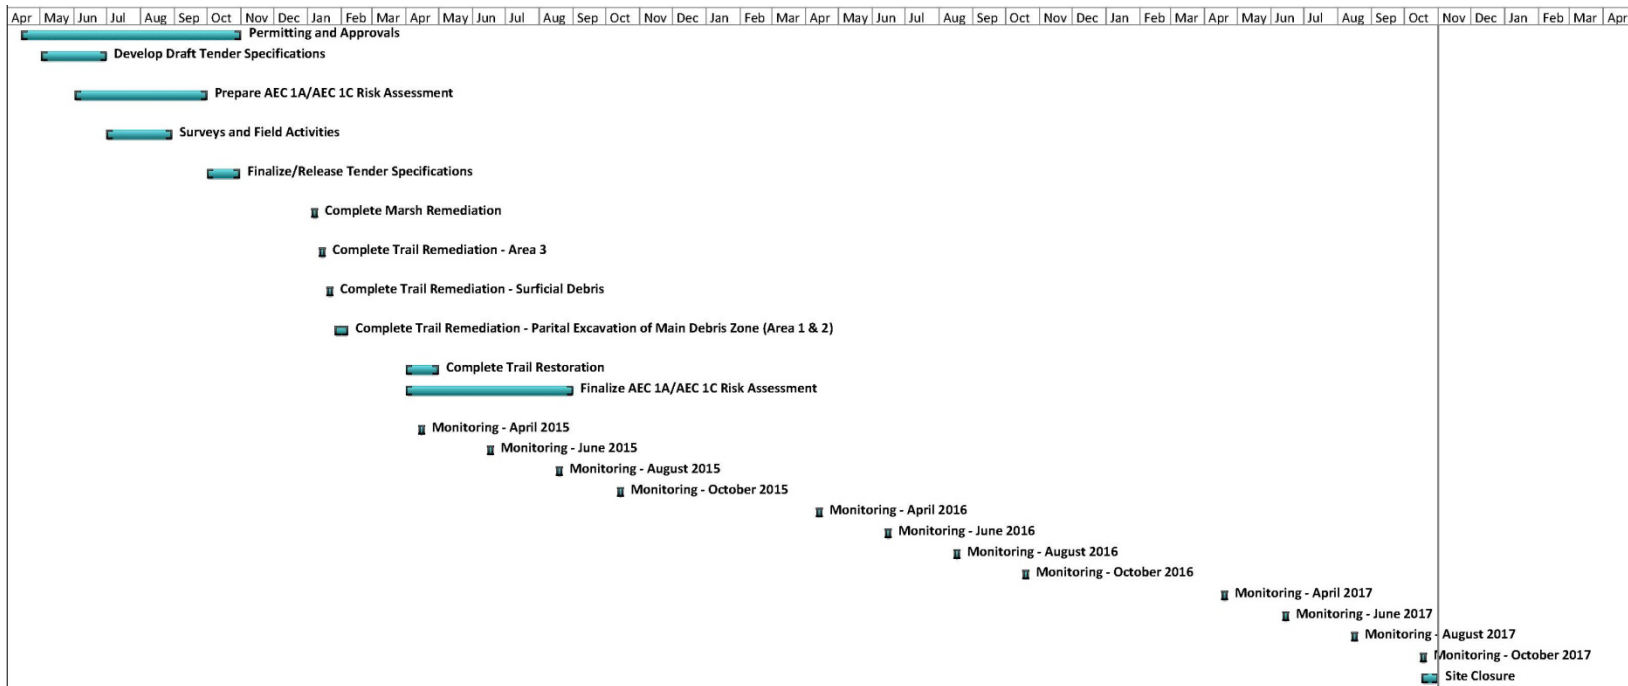 Apr May Jun Jul Aug Sep Oct Nov Dec Jan Feb Mar Apr May Jun Jul Aug Sep Oct Nov Dec Jan Feb Mar Apr May Jun Jul Aug Sep Oct Nov Dec Jan Feb Mar Apr May Jun Jul Aug Sep Oct Nov Dec Jan Feb Mar Apr
Permitting and Approvals
Develop Draft Tender Specifications
Prepare AEC 1A/AEC 1C Risk Assessment
Surveys and Field Activities
Finalize/Release Tender Specifications
Complete Marsh Remediation
Complete Trail Remediation - Area 3
Complete Trail Remediation - Surficial Debris
Complete Trail Remediation - Parital Excavation of Main Debris Zone (Area 1 & 2)
Complete Trail Restoration
Finalize AEC 1A/AEC 1C Risk Assessment
Monitoring - April 2015
Monitoring - June 2015
Monitoring - August 2015
Monitoring - October 2015
Monitoring - April 2016
Monitoring - June 2016
Monitoring - August 2016
Monitoring - October 2016
Monitoring - April 2017
Monitoring - June 2017
Monitoring - August 2017
Monitoring - October 2017
Site Closure